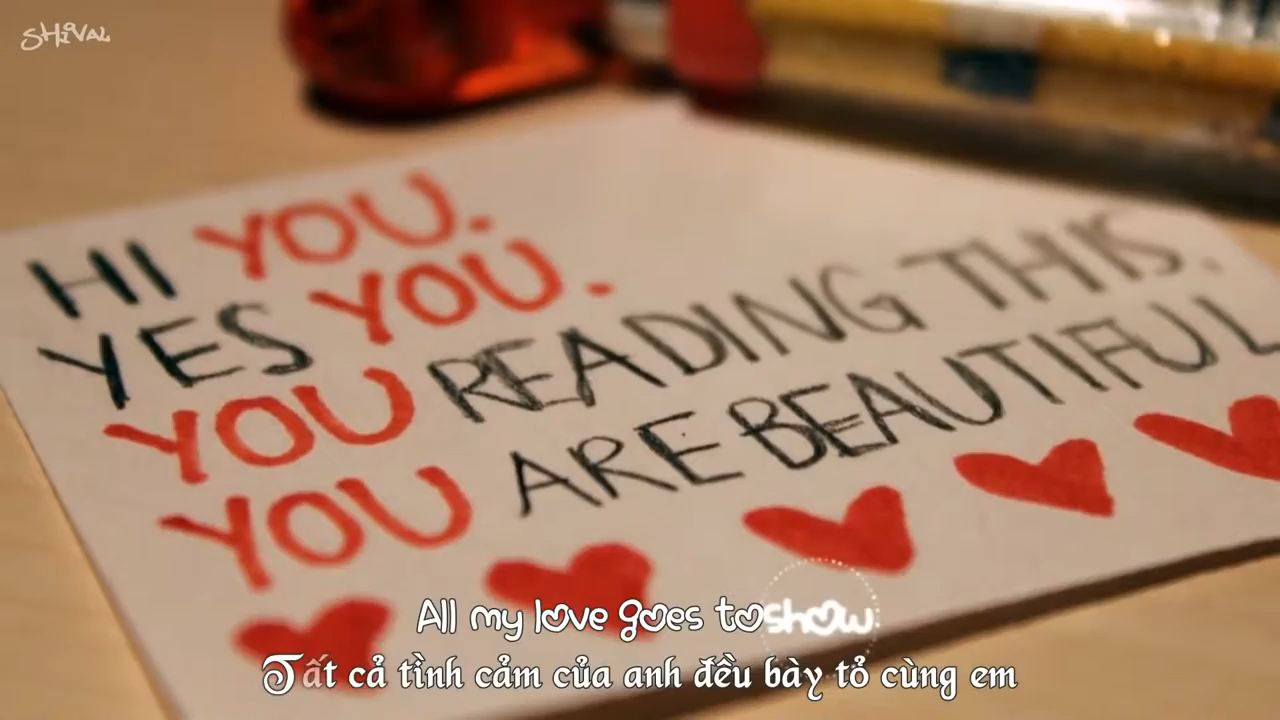 SHiVAL
HI YOU.
YES YOU.
YOU READING THIS.
YOU ARE BEAUTIFUL
All my love goes to show
Tất cả tình cảm của anh đều bày tỏ cùng em